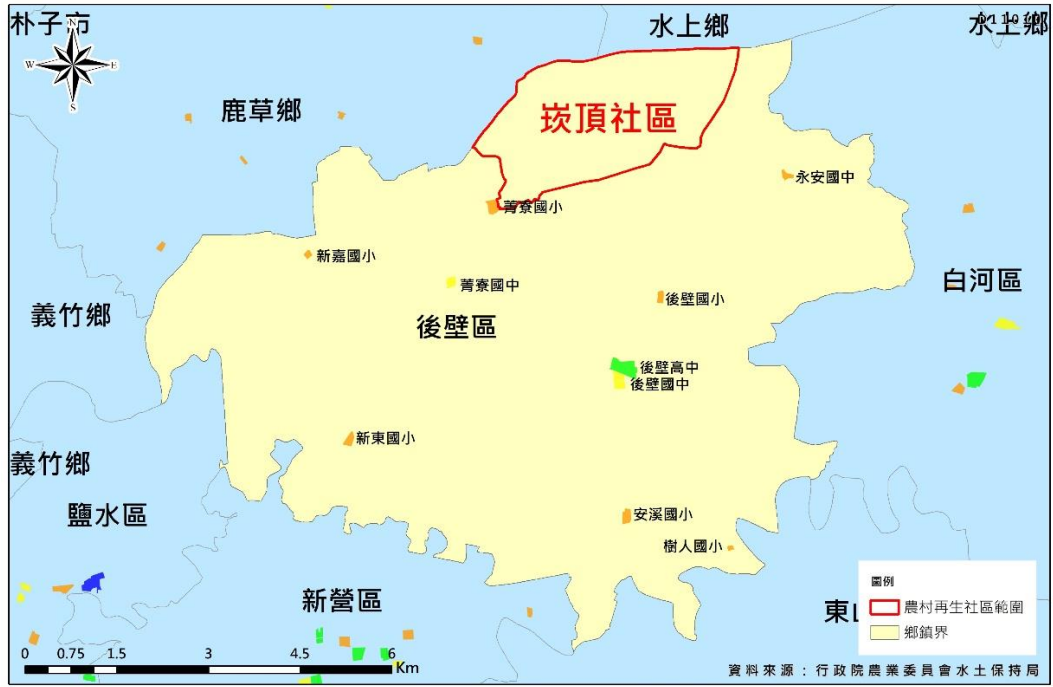 朴子市
水上鄉
水上鄉
N
W
E
S
鹿草鄉
崁頂社區
永安國中
菁寮國小
新嘉國小
菁寮國中
後壁國小
白河區
義竹鄉
後壁區
後壁高中
後壁國中
新東國小
義竹鄉
鹽水區
安溪國小
樹人國小
新營區
圖例
農村再生社區範圍
鄉鎮界
0 0.75 1.5 3 4.5 6
Km
資料來源：行政院農業委員會水土保持局